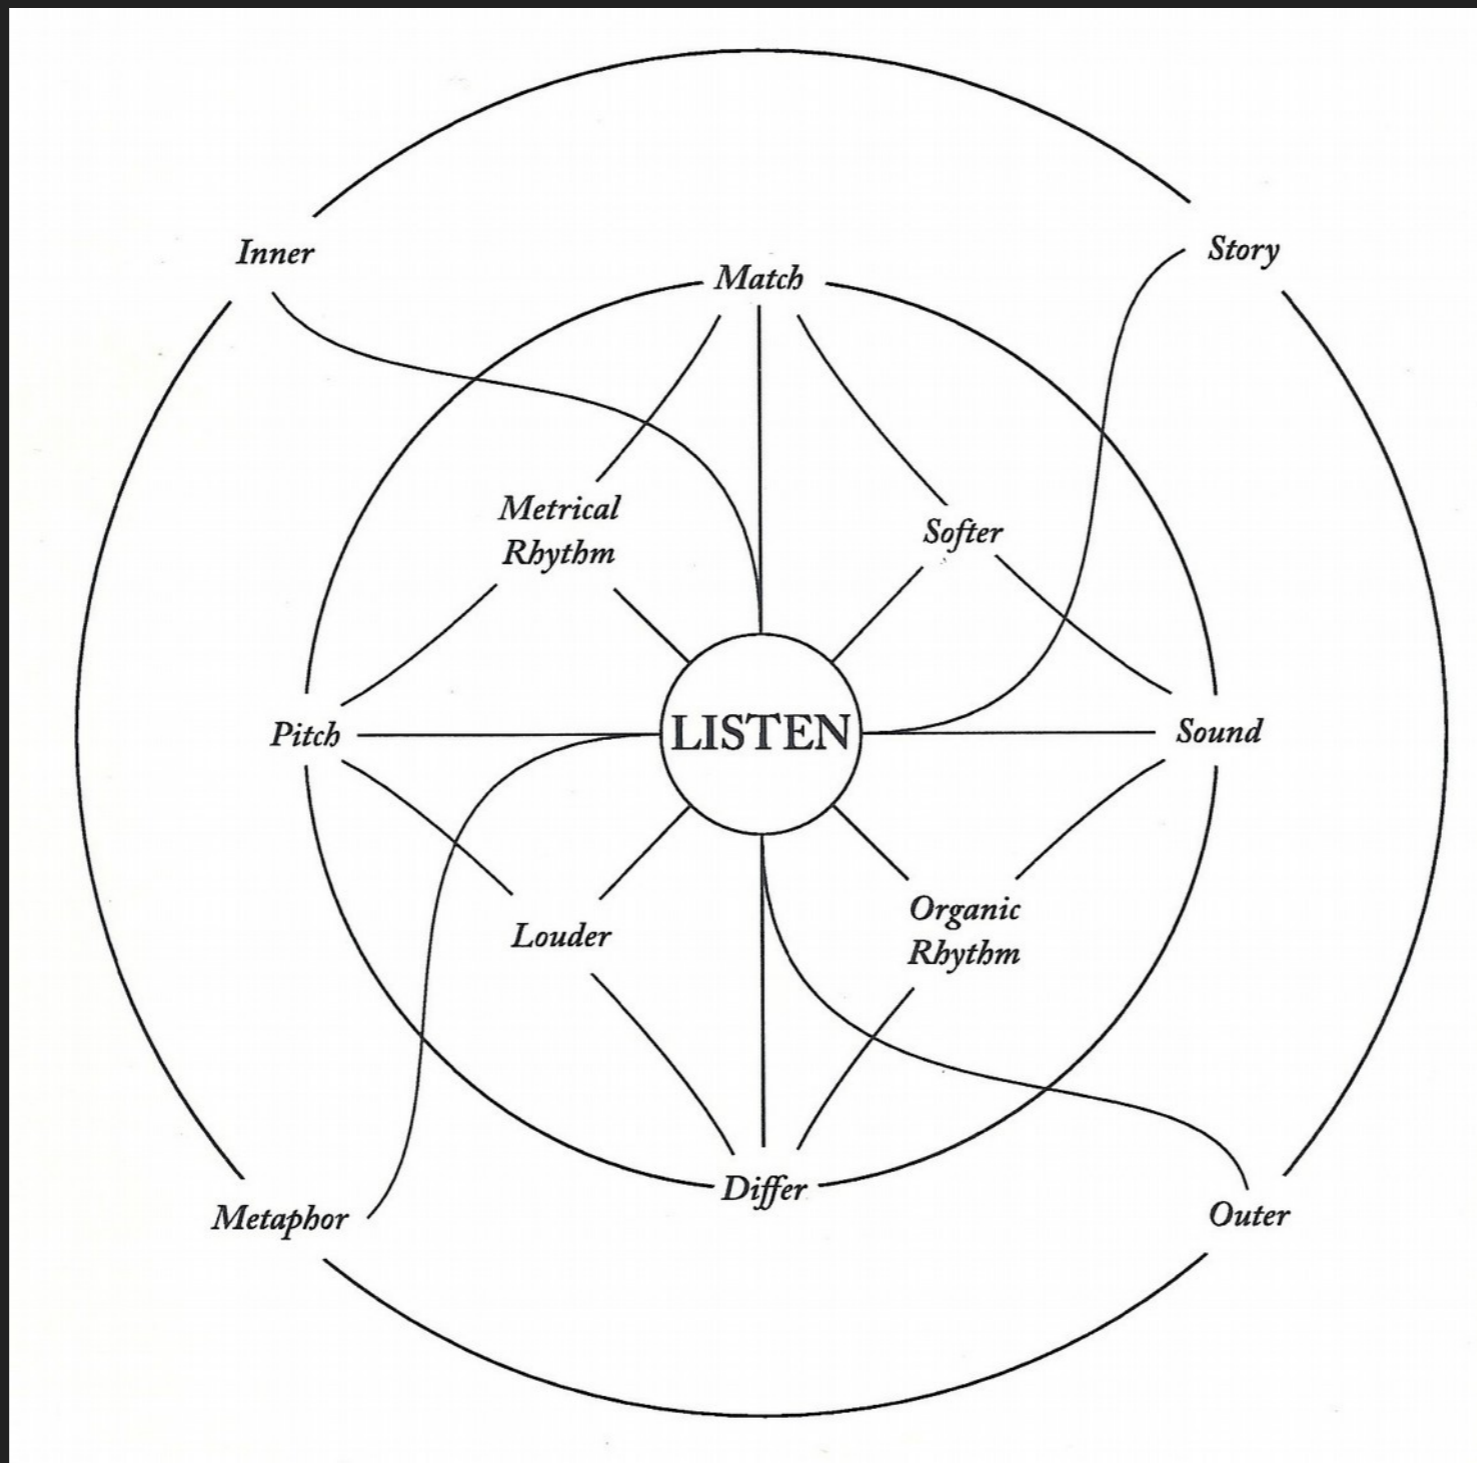 Inner
Story
Match
Metrical
Rhythm
Softer
Pitch
LISTEN
Sound
Louder
Organic
Rhythm
Differ
Metaphor
Outer